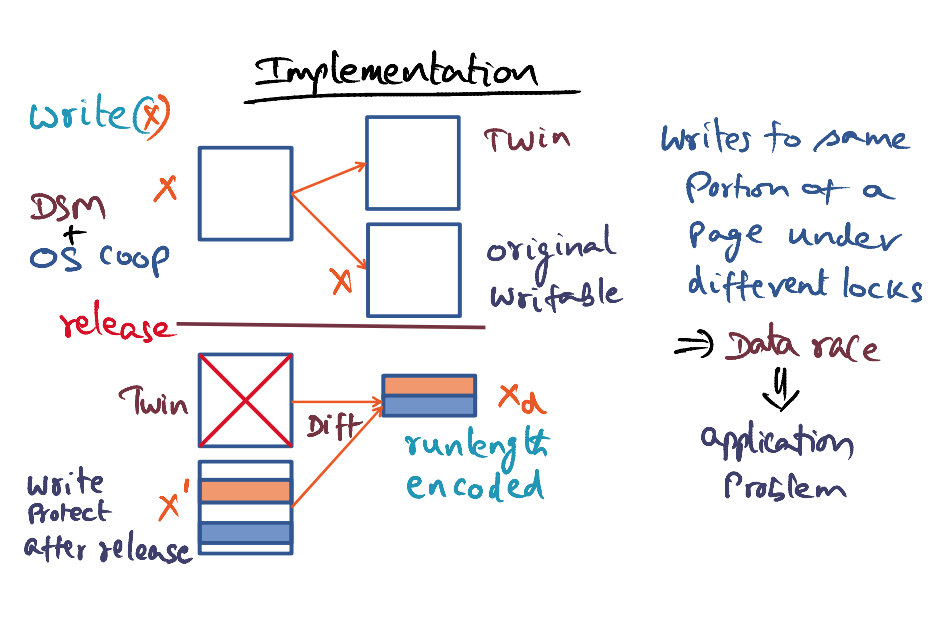 Implementation
write(x)
X
Twin
DSM
+
OS coop
X
original
writable
release
Twin
Diff
Xd
runlength
encoded
write
Protect
after release
X'
writes to same
Portion of a
Page under
different locks
⇒ Data race
⇓
application
Problem